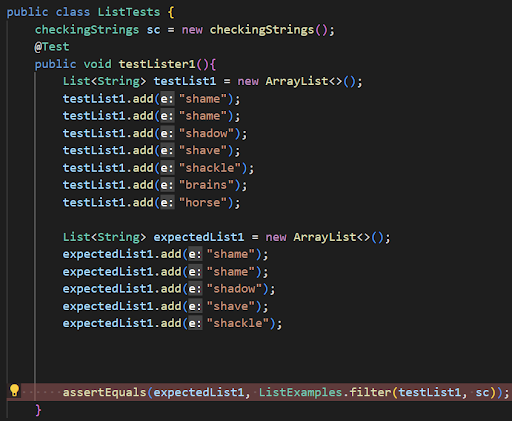 public class ListTests {
checkingStrings sc = new checkingStrings();
@Test
public void testLister1(){
List<String> testList1 = new ArrayList<>();
testList1.add(e: "shame");
testList1.add(e: "shame");
testList1.add(e: "shadow");
testList1.add(e: "shave");
testList1.add(e: "shackle");
testList1.add(e: "brains");
testList1.add(e: "horse");
List<String> expectedList1 = new ArrayList<>();
expectedList1.add(e: "shame");
expectedList1.add(e: "shame");
expectedList1.add(e: "shadow");
expectedList1.add(e: "shave");
expectedList1.add(e: "shackle");
assertEquals(expectedList1, ListExamples.filter(testList1, sc));
}